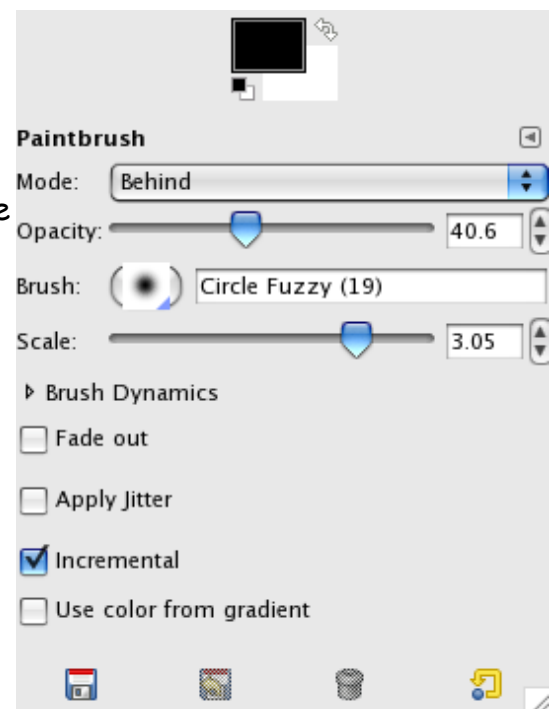 Paintbrush
Mode: Behind
e
Opacity: 40.6
Brush: Circle Fuzzy (19)
Scale: 3.05
Brush Dynamics
Fade out
Apply Jitter
Incremental
Use color from gradient